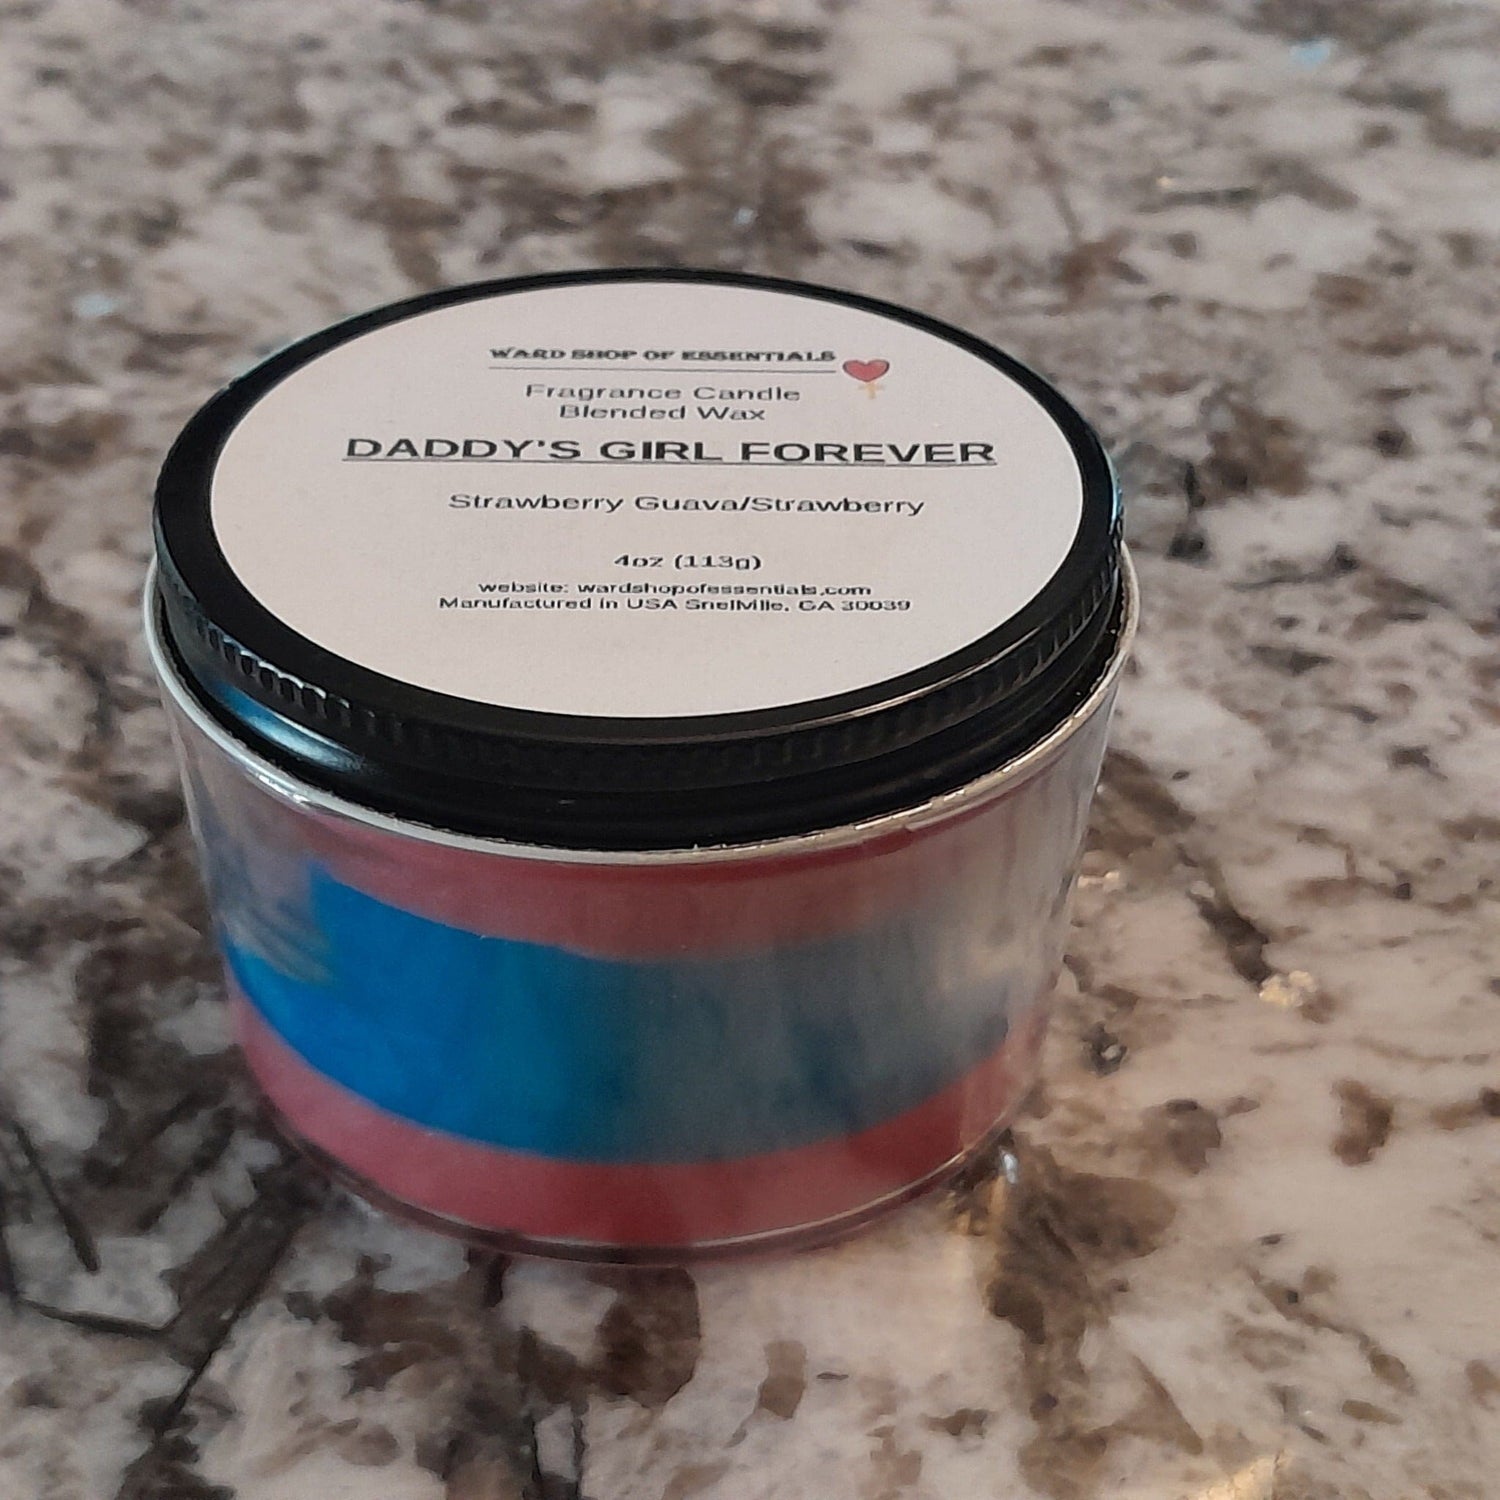 WARD SHOP OF ESSENTIALS
Fragrance Candle
Blended Wax
DADDY'S GIRL FOREVER
Strawberry Guava/Strawberry
4oz (113g)
website: wardshopofessentials.com
Manufactured in USA Snellville, GA 30039